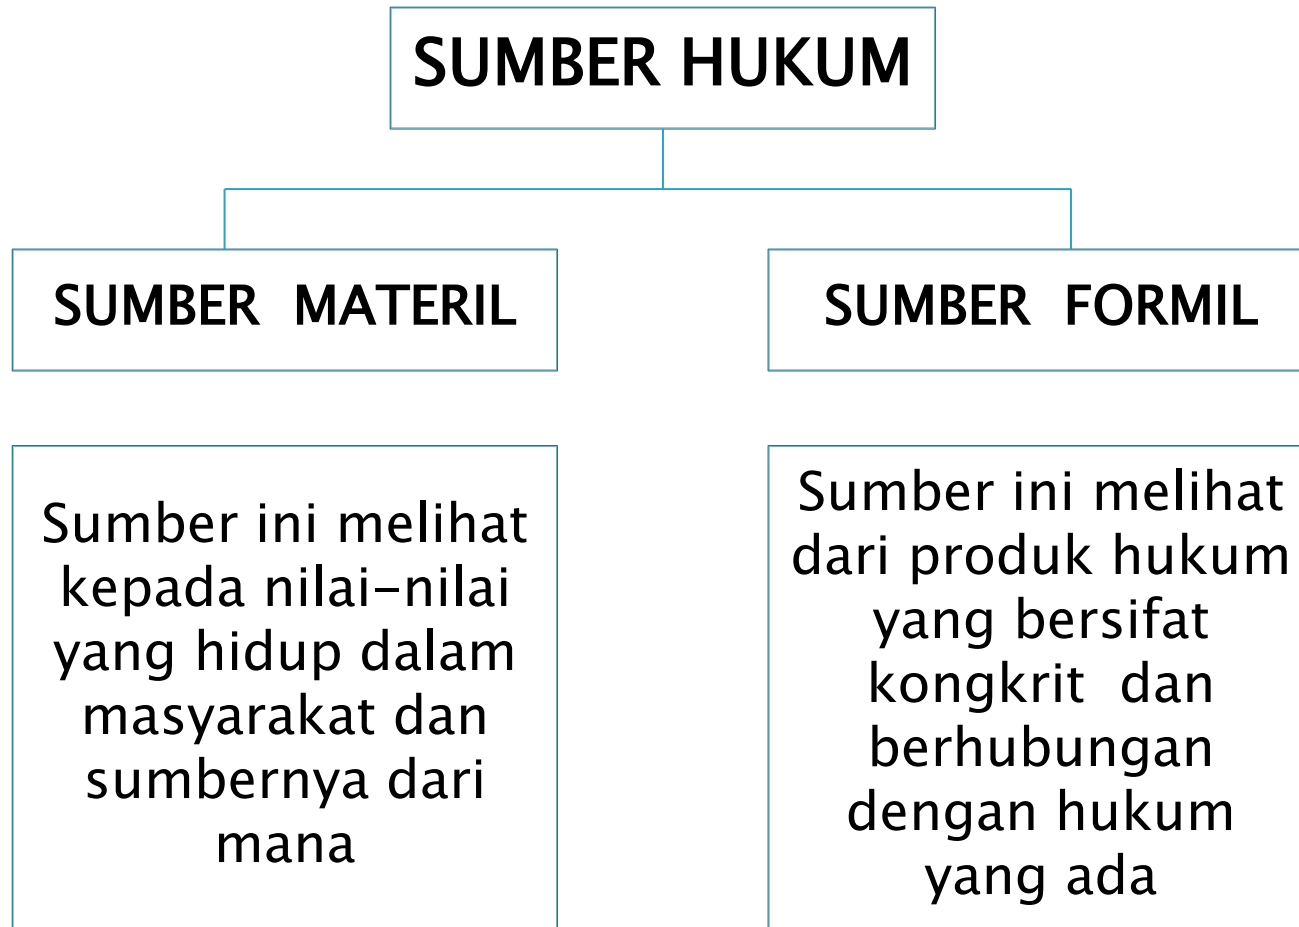 SUMBER HUKUM
SUMBER MATERIL
SUMBER FORMIL
Sumber ini melihat
kepada nilai-nilai
yang hidup dalam
masyarakat dan
sumbernya dari
mana
Sumber ini melihat
dari produk hukum
yang bersifat
kongkrit dan
berhubungan
dengan hukum
yang ada